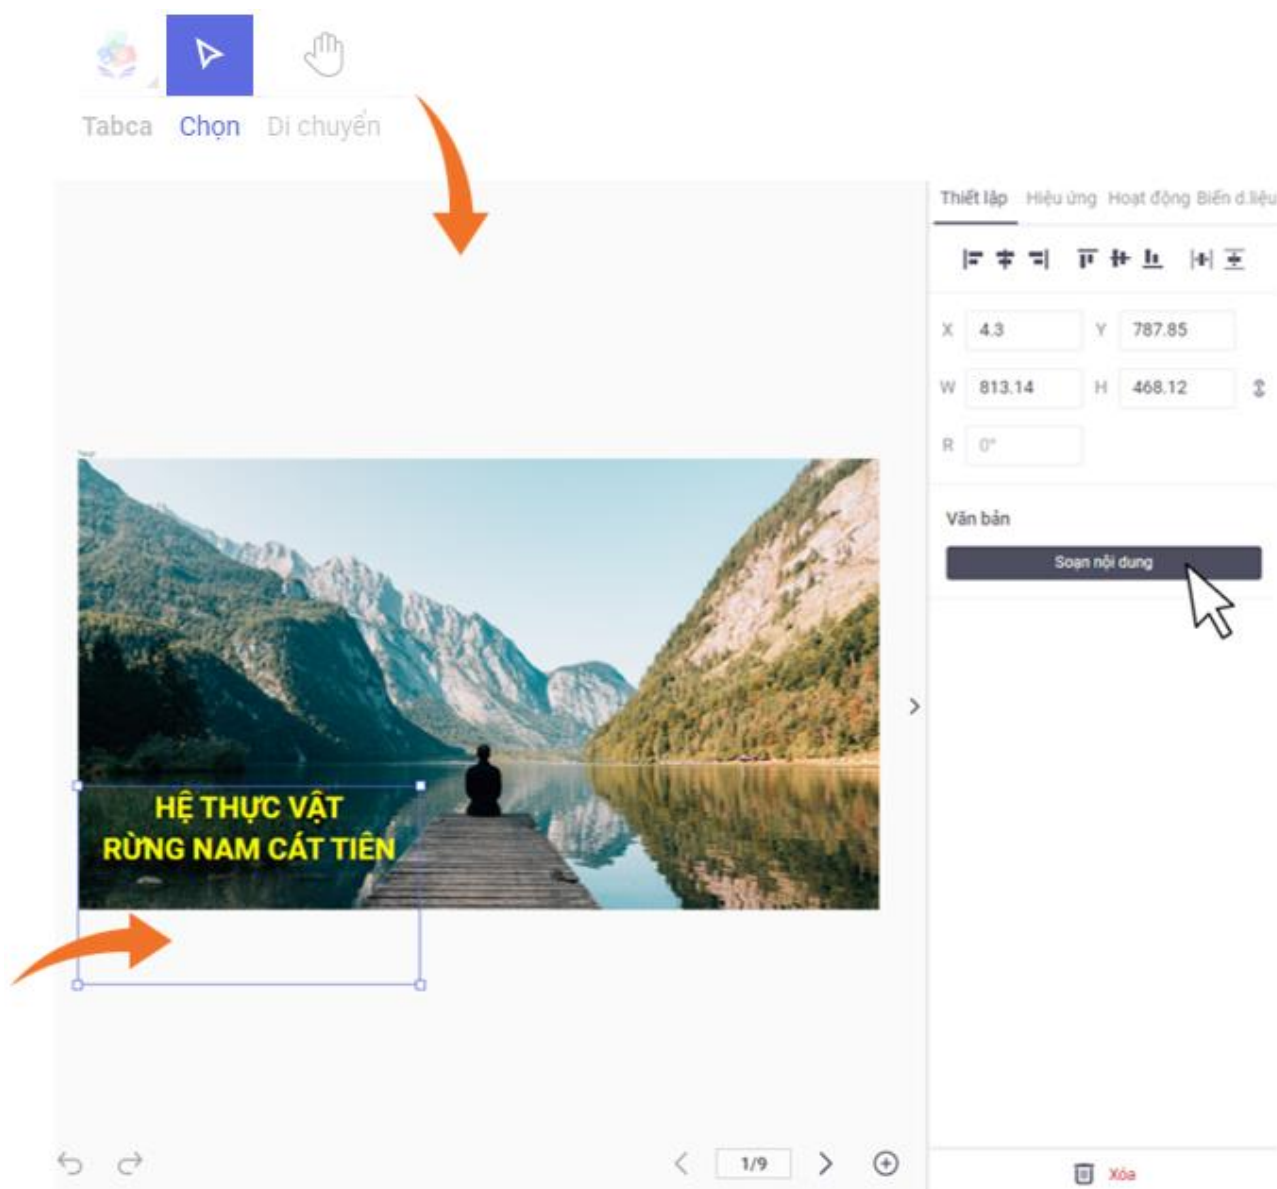 Tabca Chọn Di chuyển
Thiết lập Hiệu ứng Hoạt động Biến d.liệu
X 4.3 Y 787.85
W 813.14 H 468.12
R 0°
Văn bản
Soạn nội dung
HỆ THỰC VẬT
RỪNG NAM CÁT TIÊN
1/9
Xóa